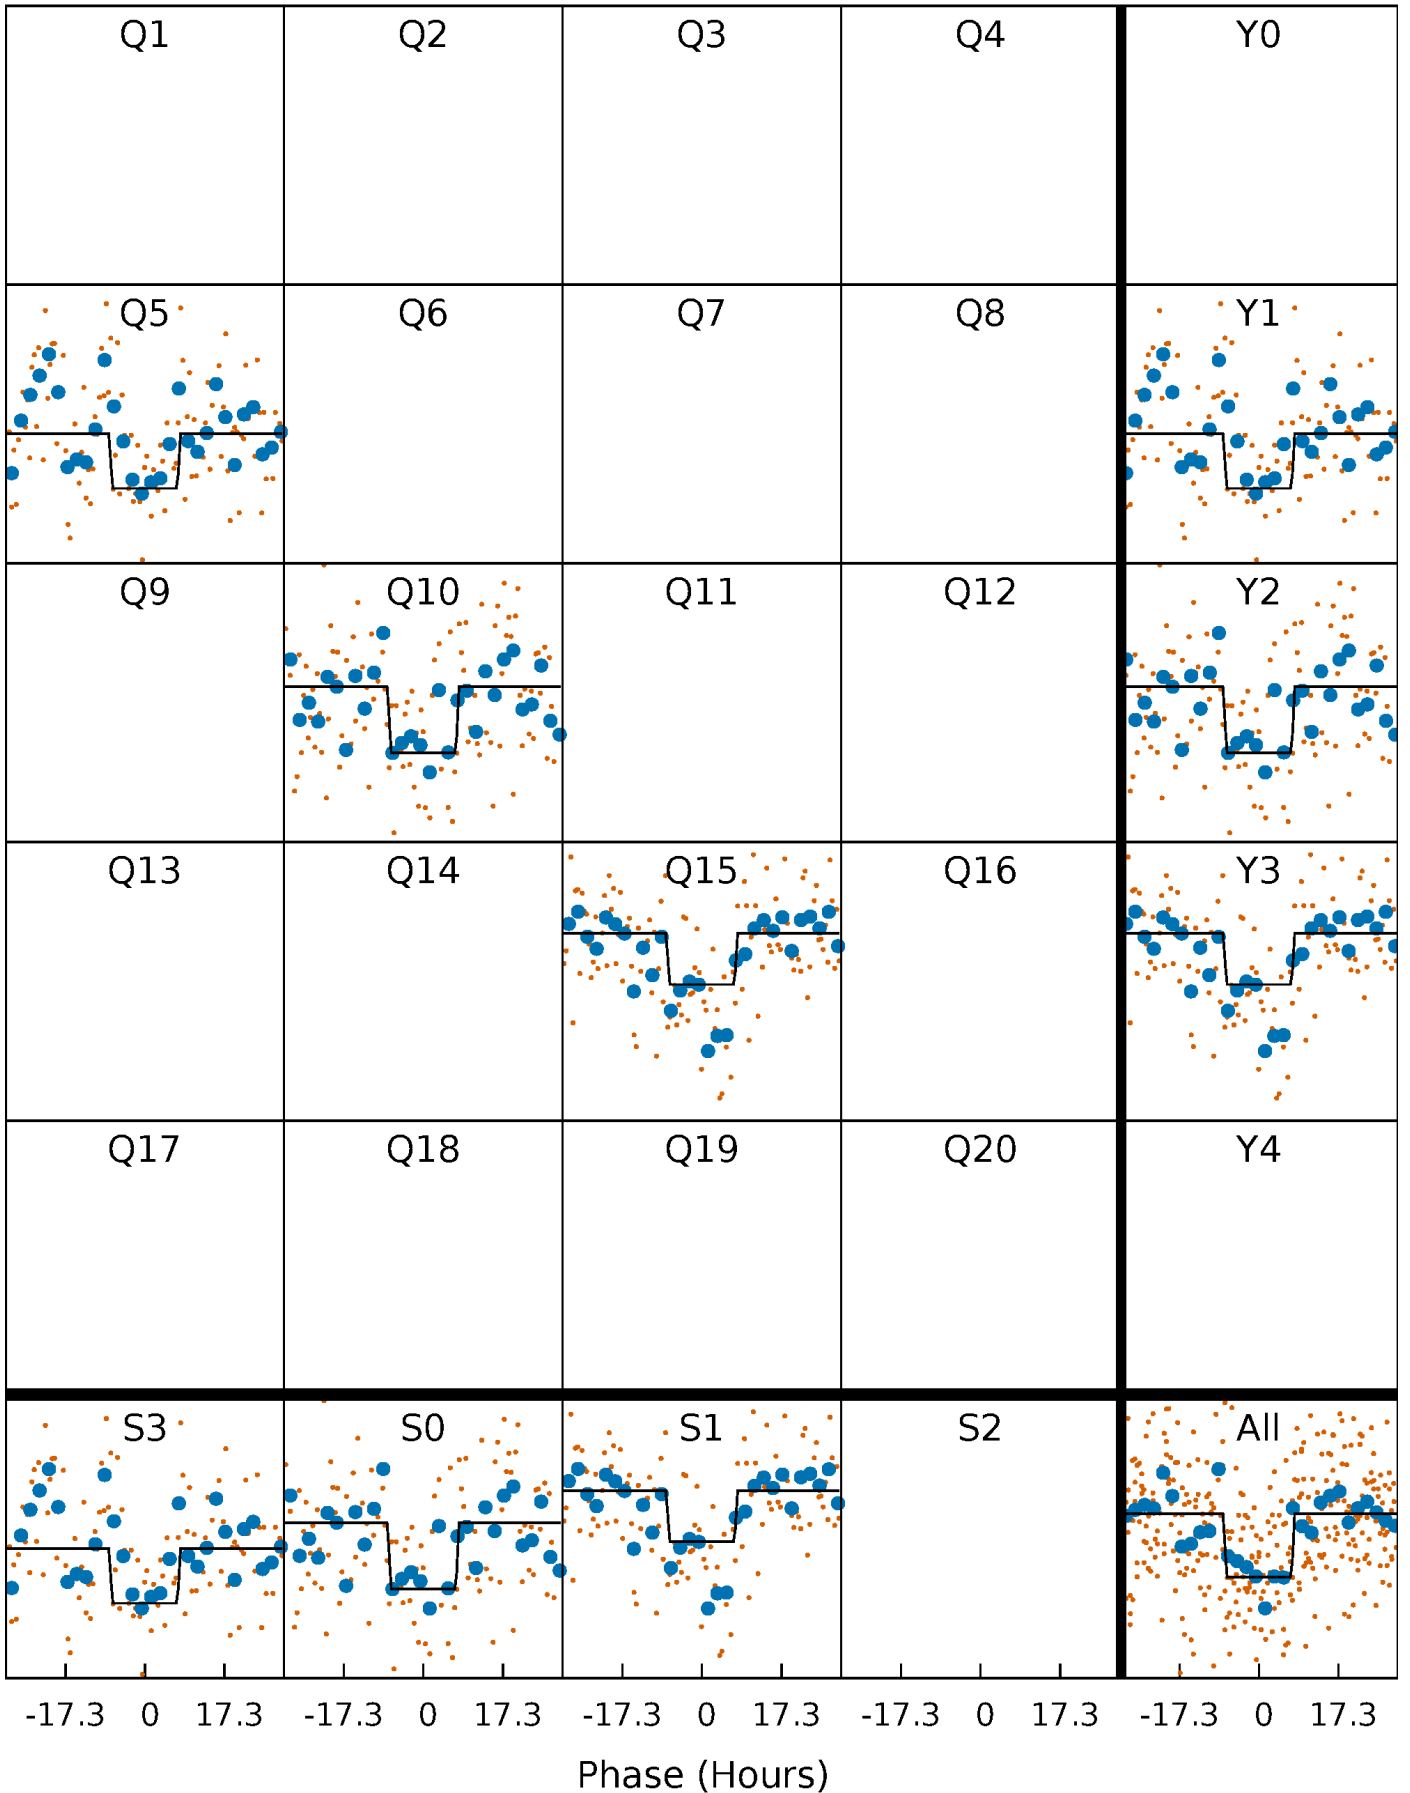 Q1 Q2 Q3 Q4 Y0
Q5 Q6 Q7 Q8 Y1
Q9 Q10 Q11 Q12 Y2
Q13 Q14 Q15 Q16 Y3
Q17 Q18 Q19 Q20 Y4
S3 S0 S1 S2 All
-17.3 0 17.3 -17.3 0 17.3 -17.3 0 17.3 -17.3 0 17.3 -17.3 0 17.3
Phase (Hours)